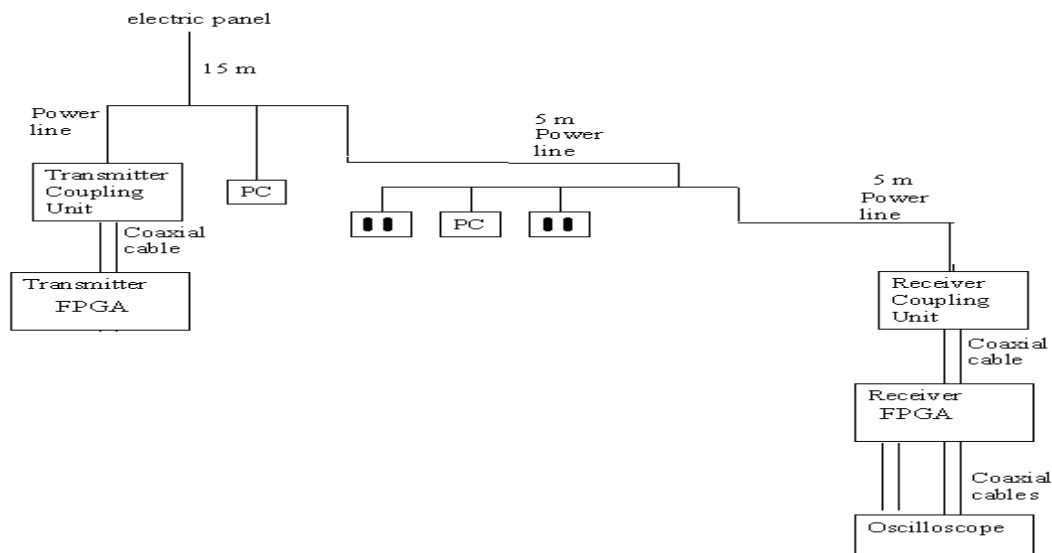 electric panel
15 m
Power
line
5 m
Power
line
Transmitter
Coupling
Unit
PC
5 m
Power
line
PC
Coaxial
cable
Transmitter
FPGA
Receiver
Coupling
Unit
Coaxial
cable
Receiver
FPGA
Coaxial
cables
Oscilloscope